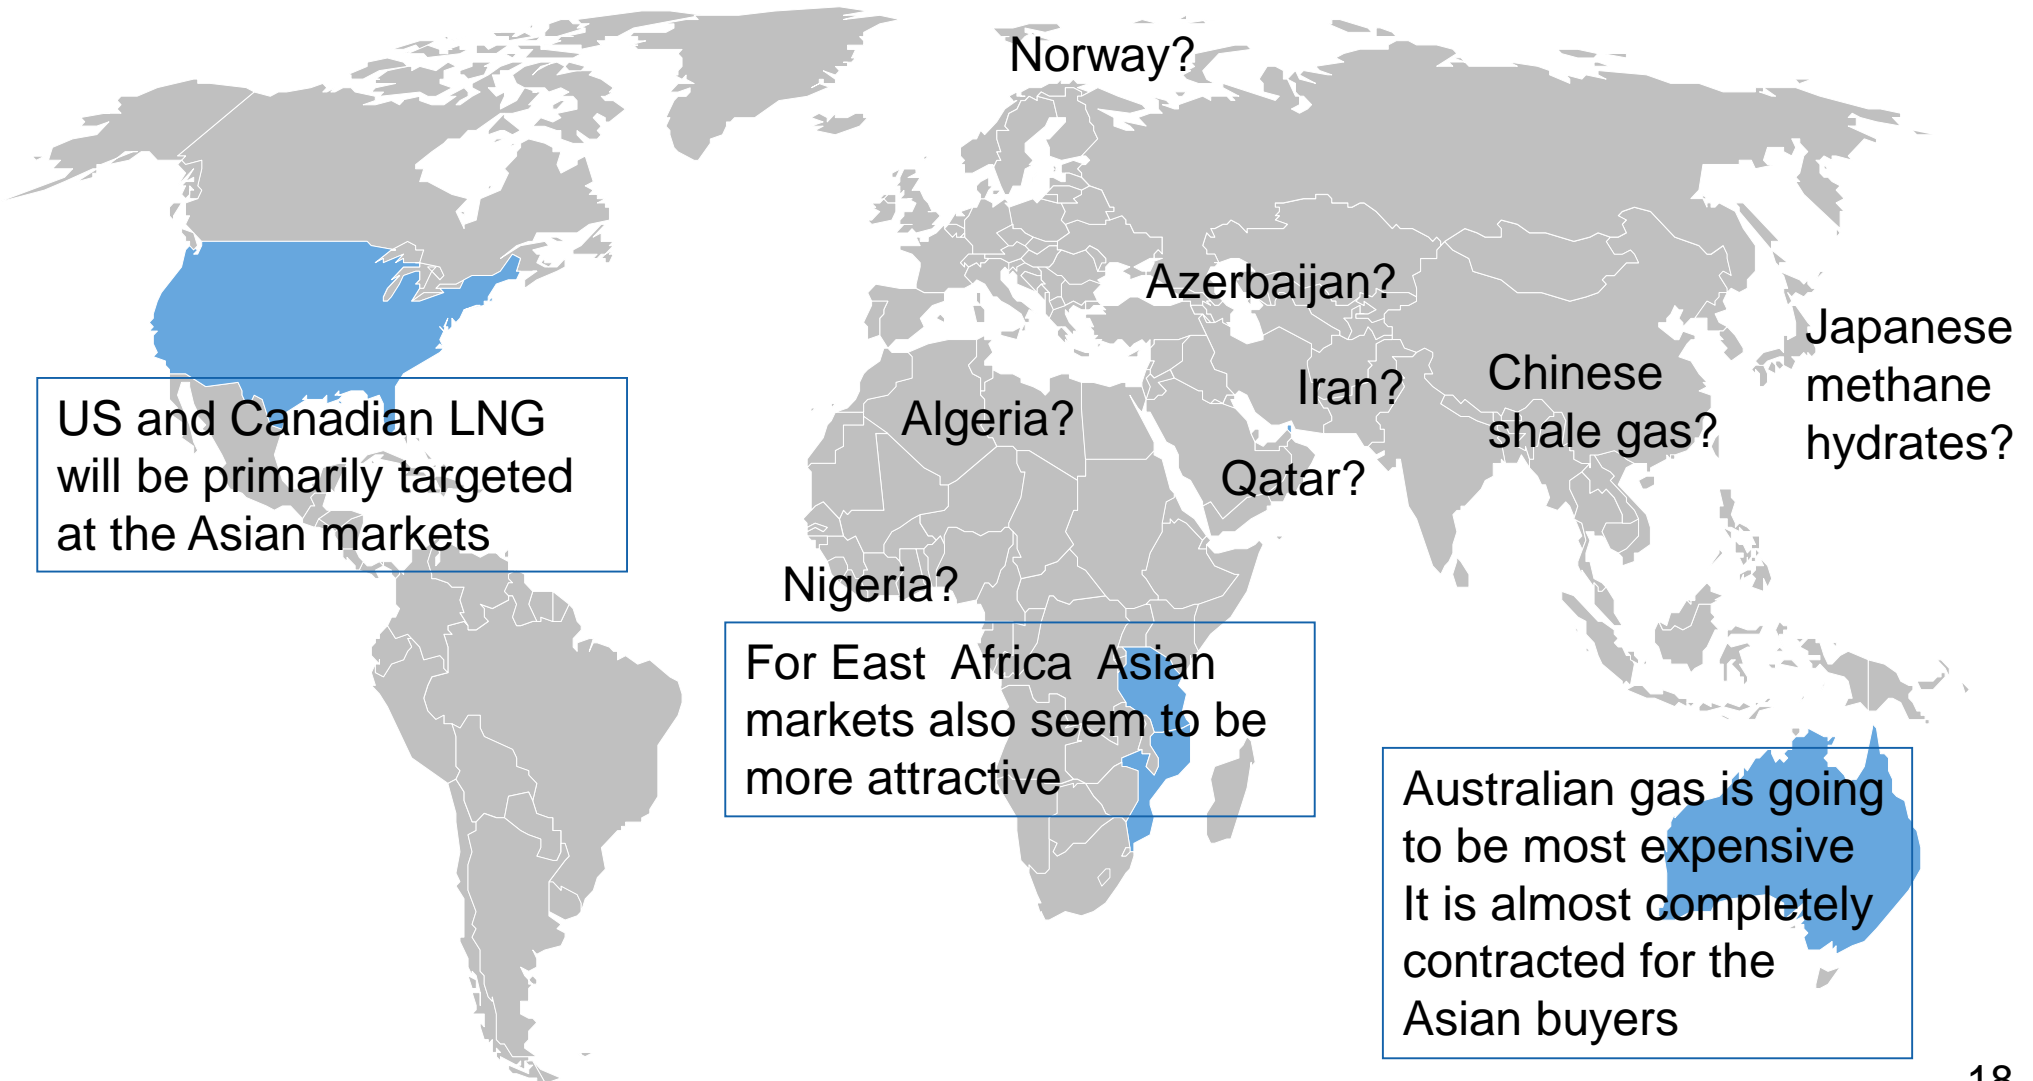 Norway?
Azerbaijan?
Japanese
methane
hydrates?
Chinese
shale gas?
Iran?
Algeria?
Qatar?
US and Canadian LNG
will be primarily targeted
at the Asian markets
Nigeria?
For East Africa Asian
markets also seem to be
more attractive
Australian gas is going
to be most expensive
It is almost completely
contracted for the
Asian buyers
18